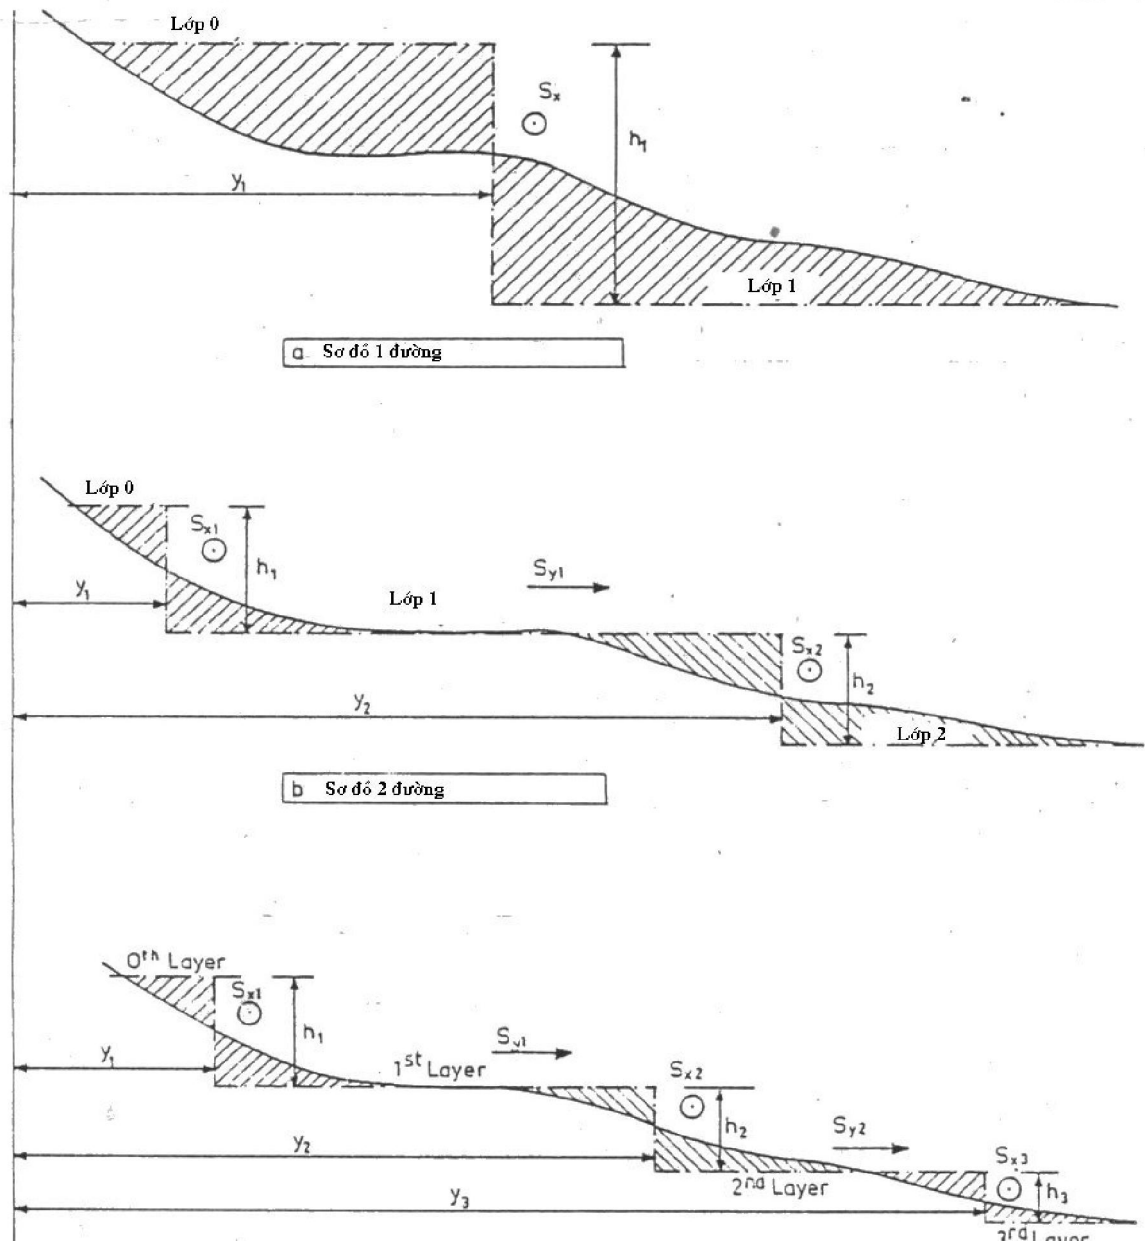 Lớp 0
Sx
h1
y1
Lớp 1
a Sơ đồ 1 đường
Lớp 0
Sx1
h1
Sy1
y1
Lớp 1
Sx2
h2
y2
Lớp 2
b Sơ đồ 2 đường
0th Layer
Sx1
h1
Sy1
y1
1st Layer
Sx2
h2
Sy2
y2
Sx3
2nd Layer
h3
y3
3rd Layer